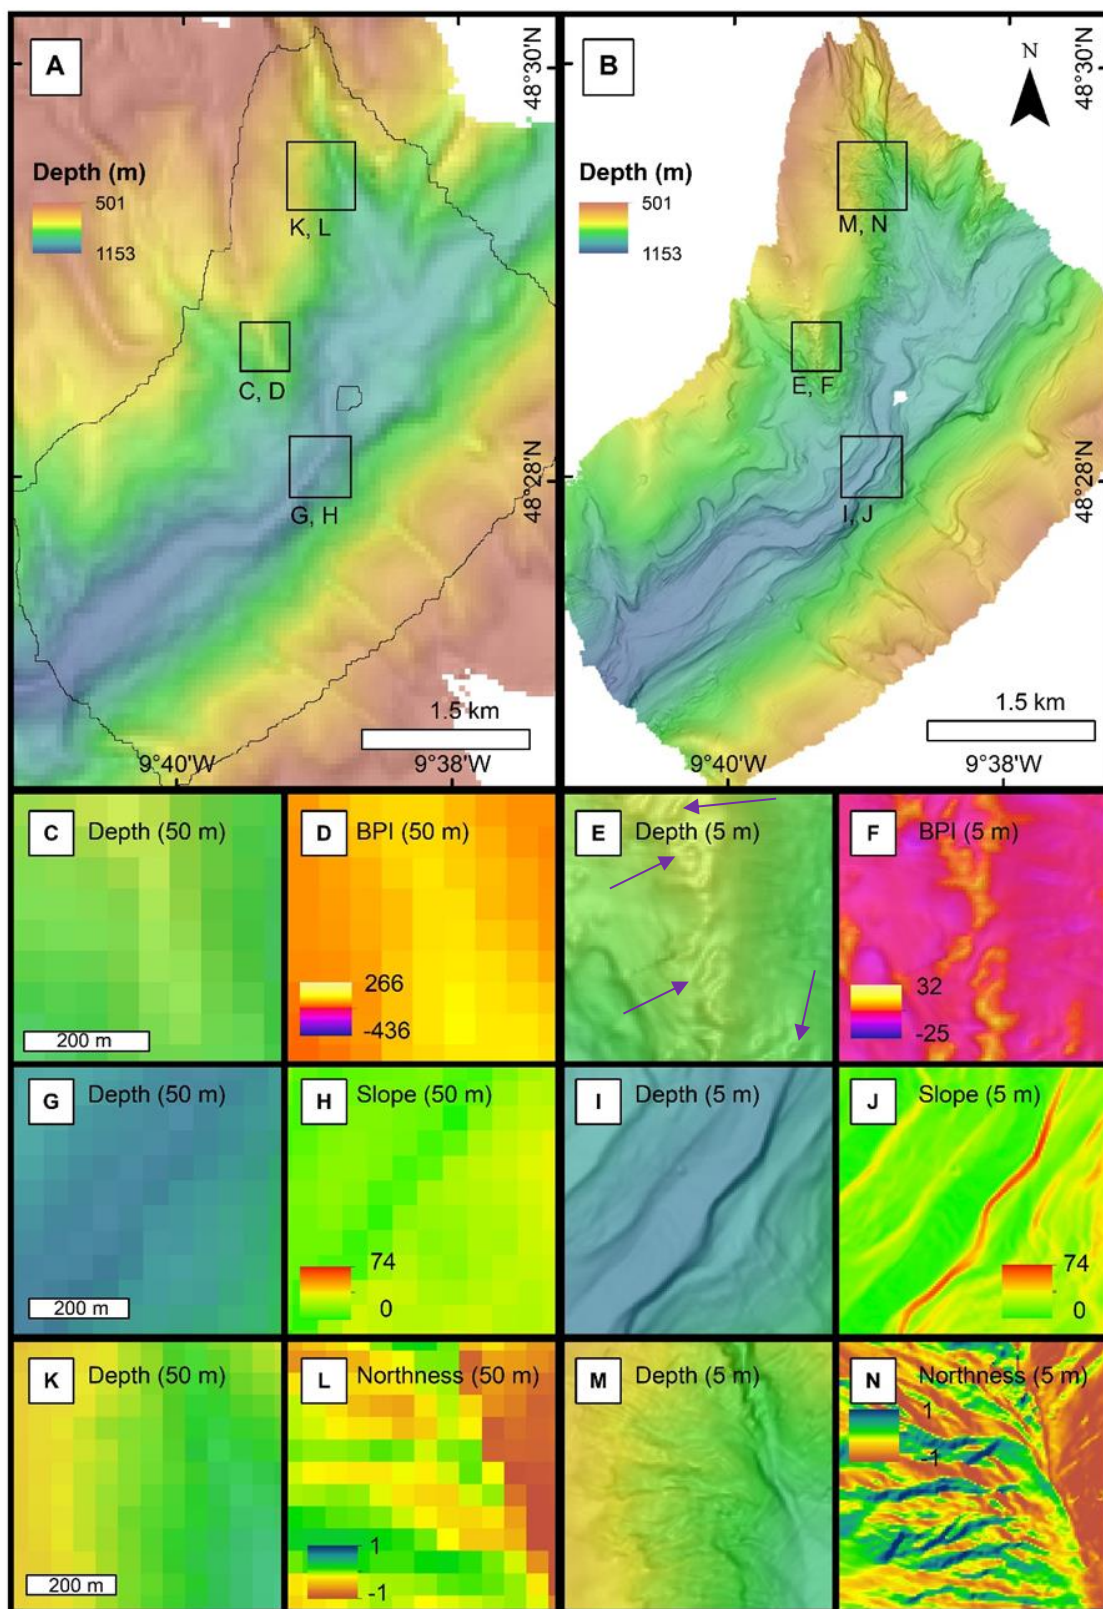 A
B
N
48°30'N
48°30'N
Depth (m)
501
1153
Depth (m)
501
1153
K, L
M, N
C, D
E, F
48°28'N
48°28'N
G, H
I, J
1.5 km
1.5 km
9°40'W
9°38'W
9°40'W
9°38'W
C
Depth (50 m)
200 m
D
BPI (50 m)
266
-436
E
Depth (5 m)
F
BPI (5 m)
32
-25
G
Depth (50 m)
200 m
H
Slope (50 m)
74
0
I
Depth (5 m)
J
Slope (5 m)
74
0
K
Depth (50 m)
200 m
L
Northness (50 m)
1
-1
M
Depth (5 m)
N
Northness (5 m)
1
-1